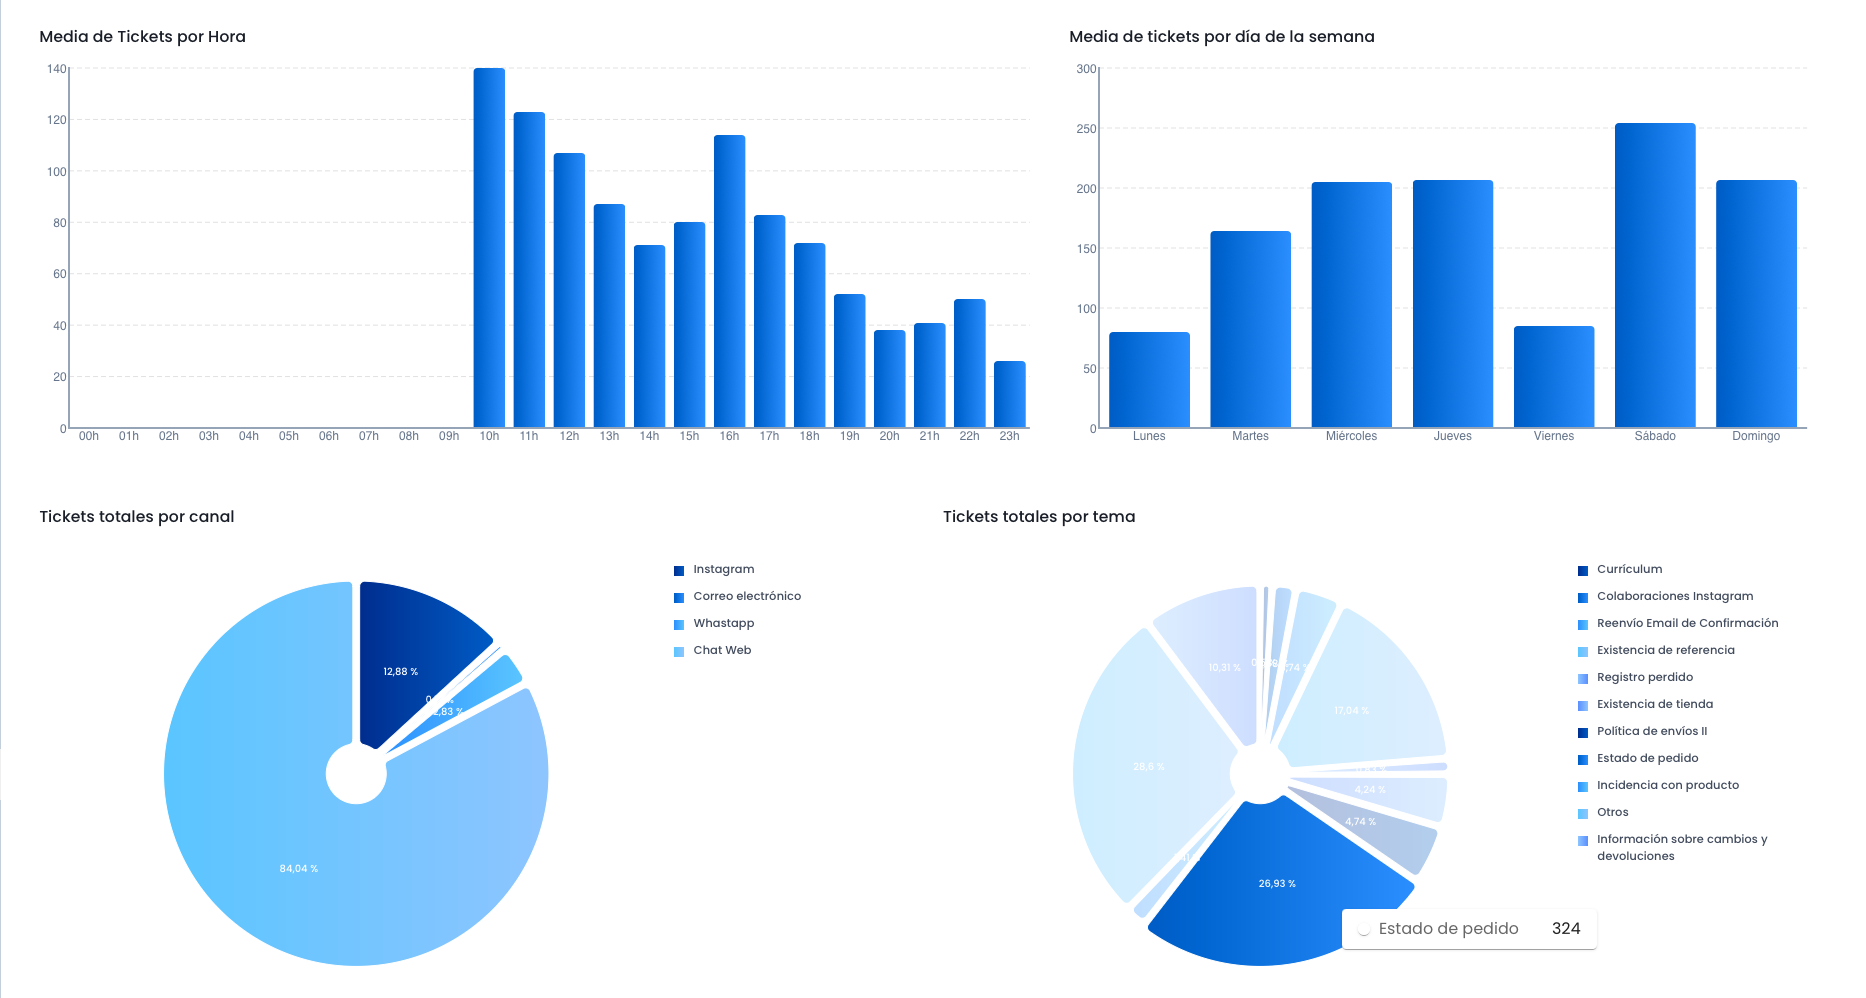 Media de Tickets por Hora
140
120
100
80
60
40
20
0
00h 01h 02h 03h 04h 05h 06h 07h 08h 09h 10h 11h 12h 13h 14h 15h 16h 17h 18h 19h 20h 21h 22h 23h
Media de tickets por día de la semana
300
250
200
150
100
50
0
Lunes Martes Miércoles Jueves Viernes Sábado Domingo
Tickets totales por canal
12,88 %
2,83 %
84,04 %
Instagram
Correo electrónico
Whastapp
Chat Web
Tickets totales por tema
10,31 %
17,04 %
28,6 %
4,24 %
4,74 %
26,93 %
Estado de pedido 324
Currículum
Colaboraciones Instagram
Reenvío Email de Confirmación
Existencia de referencia
Registro perdido
Existencia de tienda
Política de envíos II
Estado de pedido
Incidencia con producto
Otros
Información sobre cambios y
devoluciones